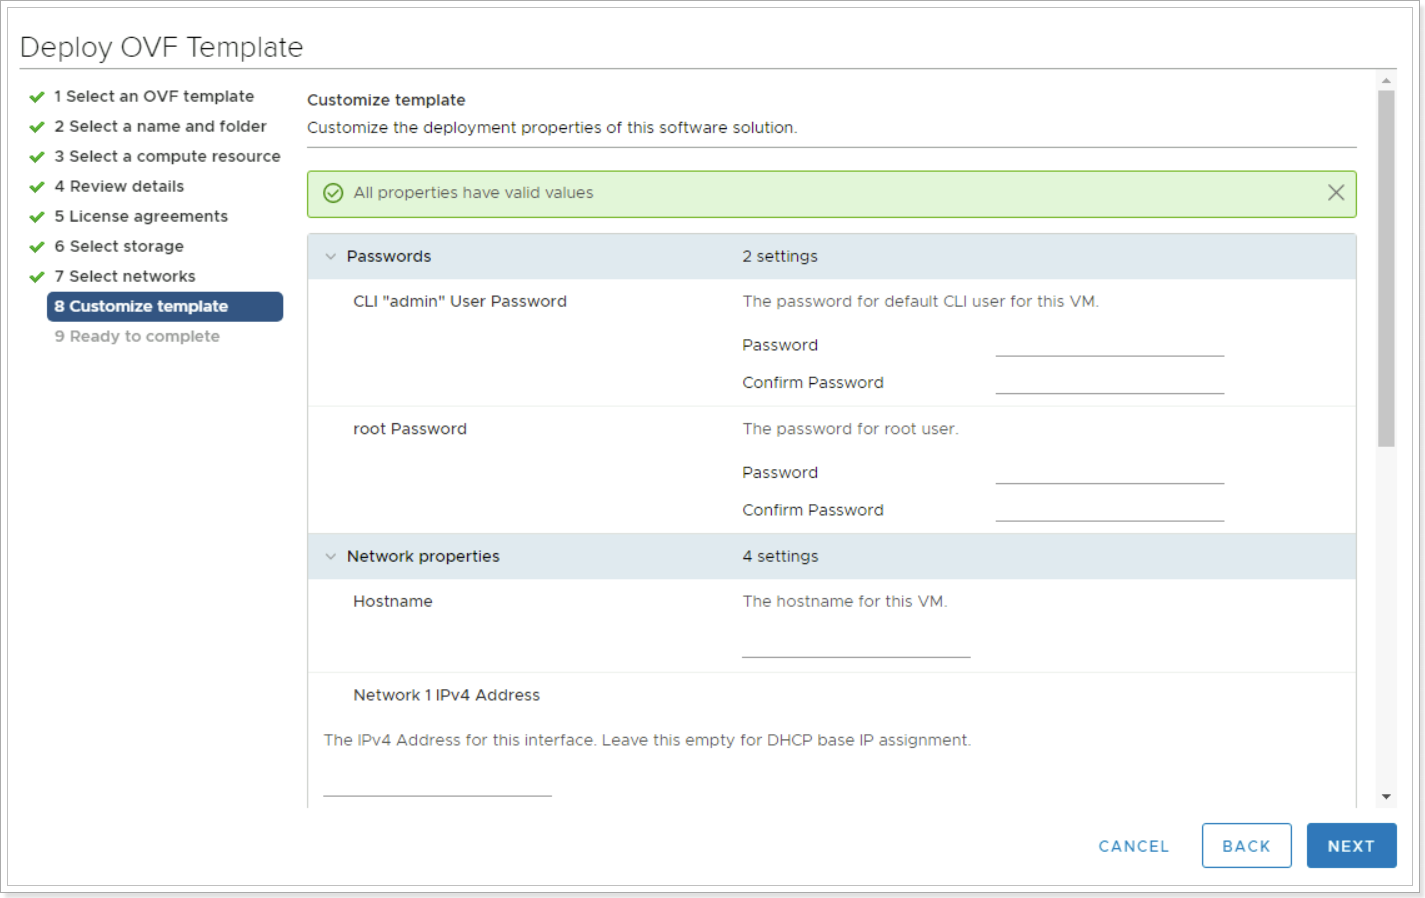 Deploy OVF Template
1 Select an OVF template
2 Select a name and folder
3 Select a compute resource
4 Review details
5 License agreements
6 Select storage
7 Select networks
8 Customize template
9 Ready to complete
Customize template
Customize the deployment properties of this software solution.
All properties have valid values
Passwords 2 settings
CLI "admin" User Password The password for default CLI user for this VM.
Password
Confirm Password
root Password The password for root user.
Password
Confirm Password
Network properties 4 settings
Hostname The hostname for this VM.
Network 1 IPv4 Address
The IPv4 Address for this interface. Leave this empty for DHCP base IP assignment.
CANCEL BACK NEXT